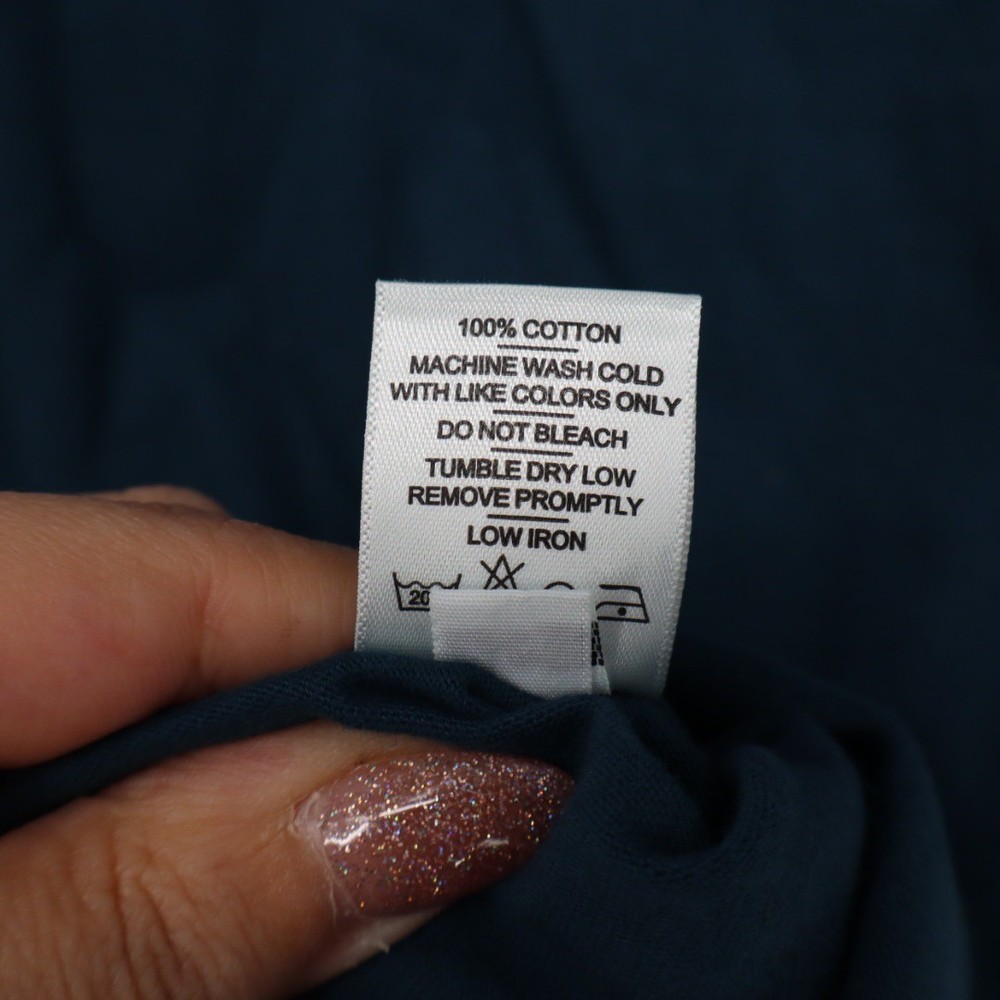 100% COTTON
MACHINE WASH COLD
WITH LIKE COLORS ONLY
DO NOT BLEACH
TUMBLE DRY LOW
REMOVE PROMPTLY
LOW IRON
20